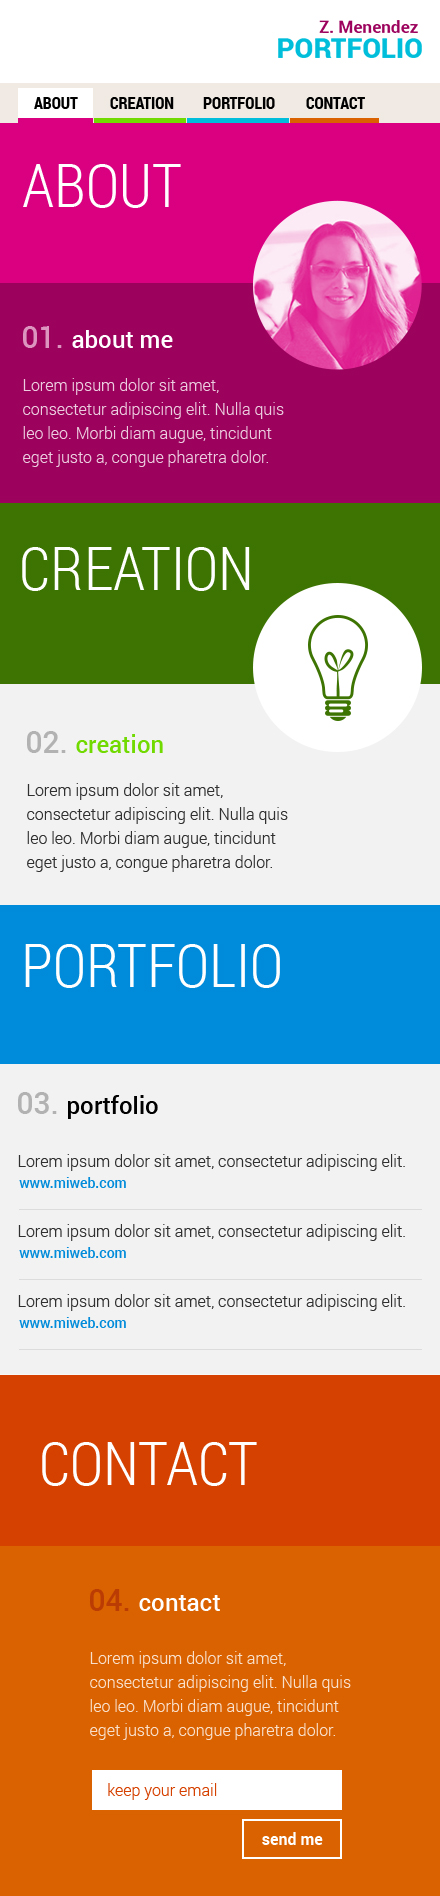 Z. Menendez
PORTFOLIO
ABOUT CREATION PORTFOLIO CONTACT
ABOUT
01. about me
Lorem ipsum dolor sit amet,
consectetur adipiscing elit. Nulla quis
leo leo. Morbi diam augue, tincidunt
eget justo a, congue pharetra dolor.
CREATION
02. creation
Lorem ipsum dolor sit amet,
consectetur adipiscing elit. Nulla quis
leo leo. Morbi diam augue, tincidunt
eget justo a, congue pharetra dolor.
PORTFOLIO
03. portfolio
Lorem ipsum dolor sit amet, consectetur adipiscing elit.
www.miweb.com
Lorem ipsum dolor sit amet, consectetur adipiscing elit.
www.miweb.com
Lorem ipsum dolor sit amet, consectetur adipiscing elit.
www.miweb.com
CONTACT
04. contact
Lorem ipsum dolor sit amet,
consectetur adipiscing elit. Nulla quis
leo leo. Morbi diam augue, tincidunt
eget justo a, congue pharetra dolor.
keep your email
send me